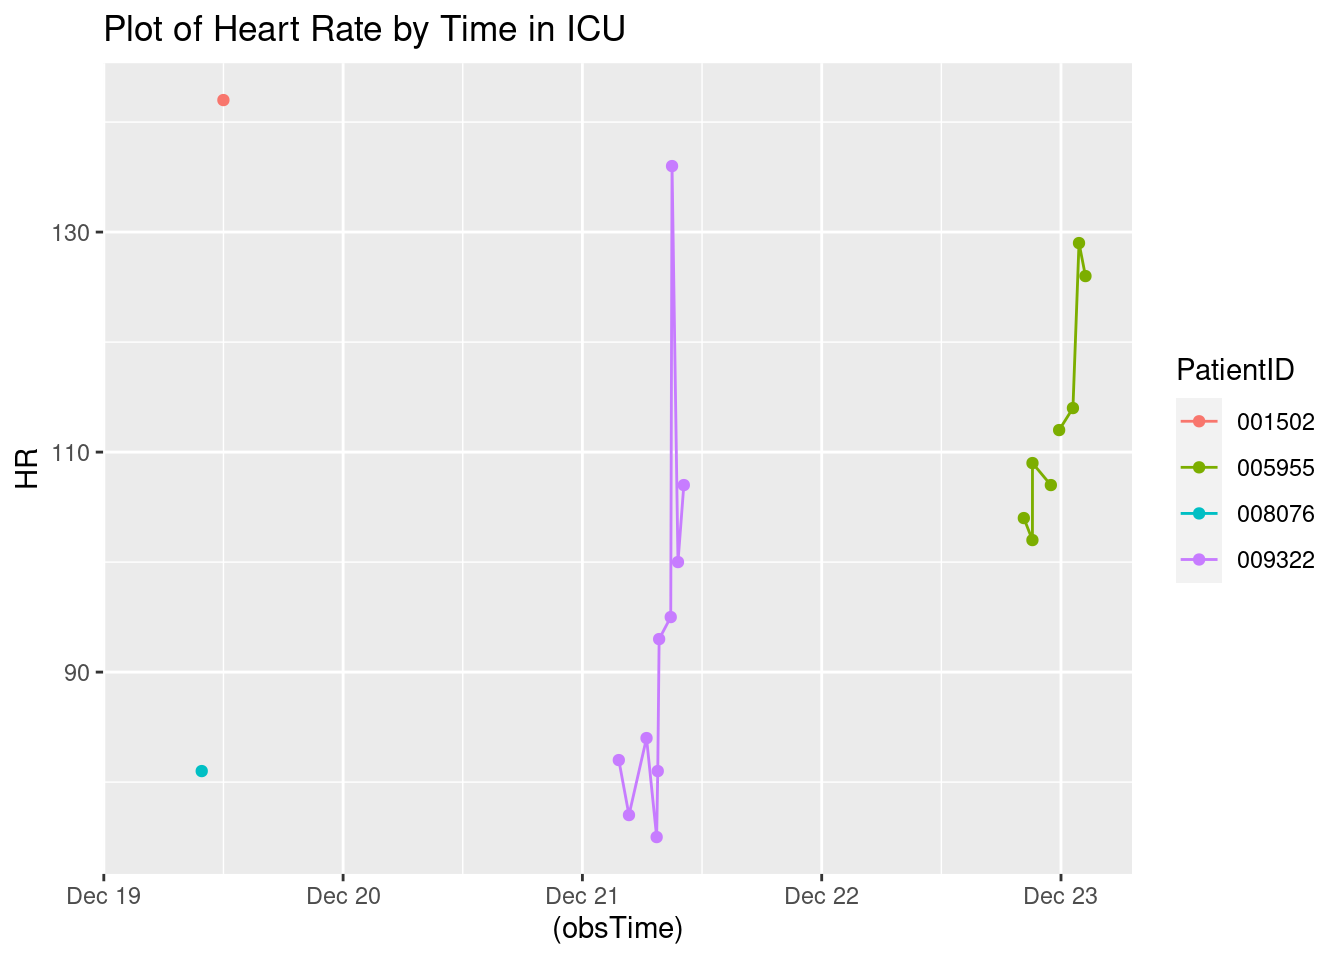 Plot of Heart Rate by Time in ICU
130
110
90
HR
Dec 19
Dec 20
Dec 21
Dec 22
Dec 23
(obsTime)
PatientID
001502
005955
008076
009322